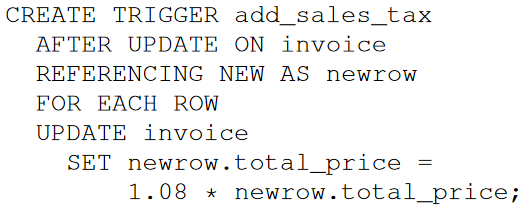 CREATE TRIGGER add_sales_tax
AFTER UPDATE ON invoice
REFERENCING NEW AS newrow
FOR EACH ROW
UPDATE invoice
SET newrow.total_price =
1.08 * newrow.total_price;